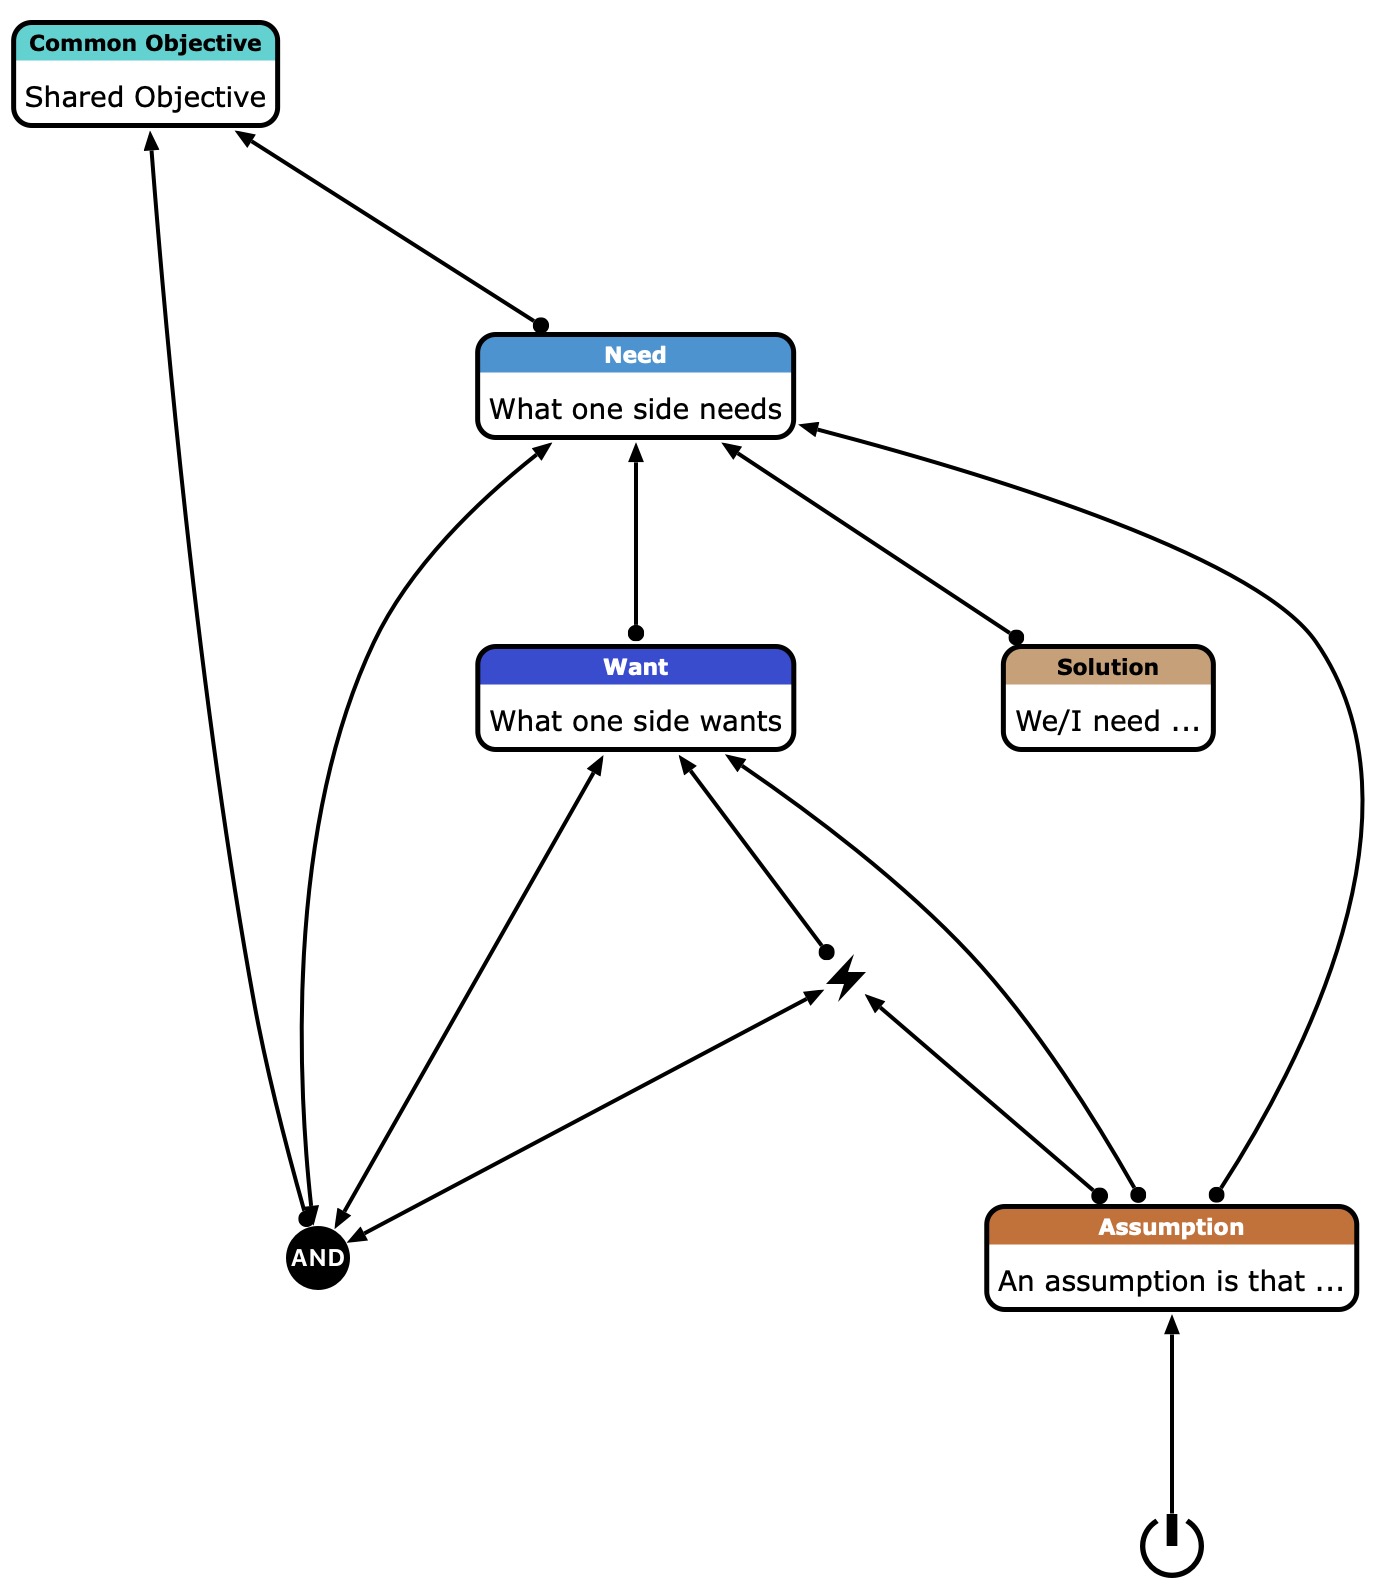 Common Objective
Shared Objective
Need
What one side needs
Want
What one side wants
Solution
We/I need ...
AND
Assumption
An assumption is that ...